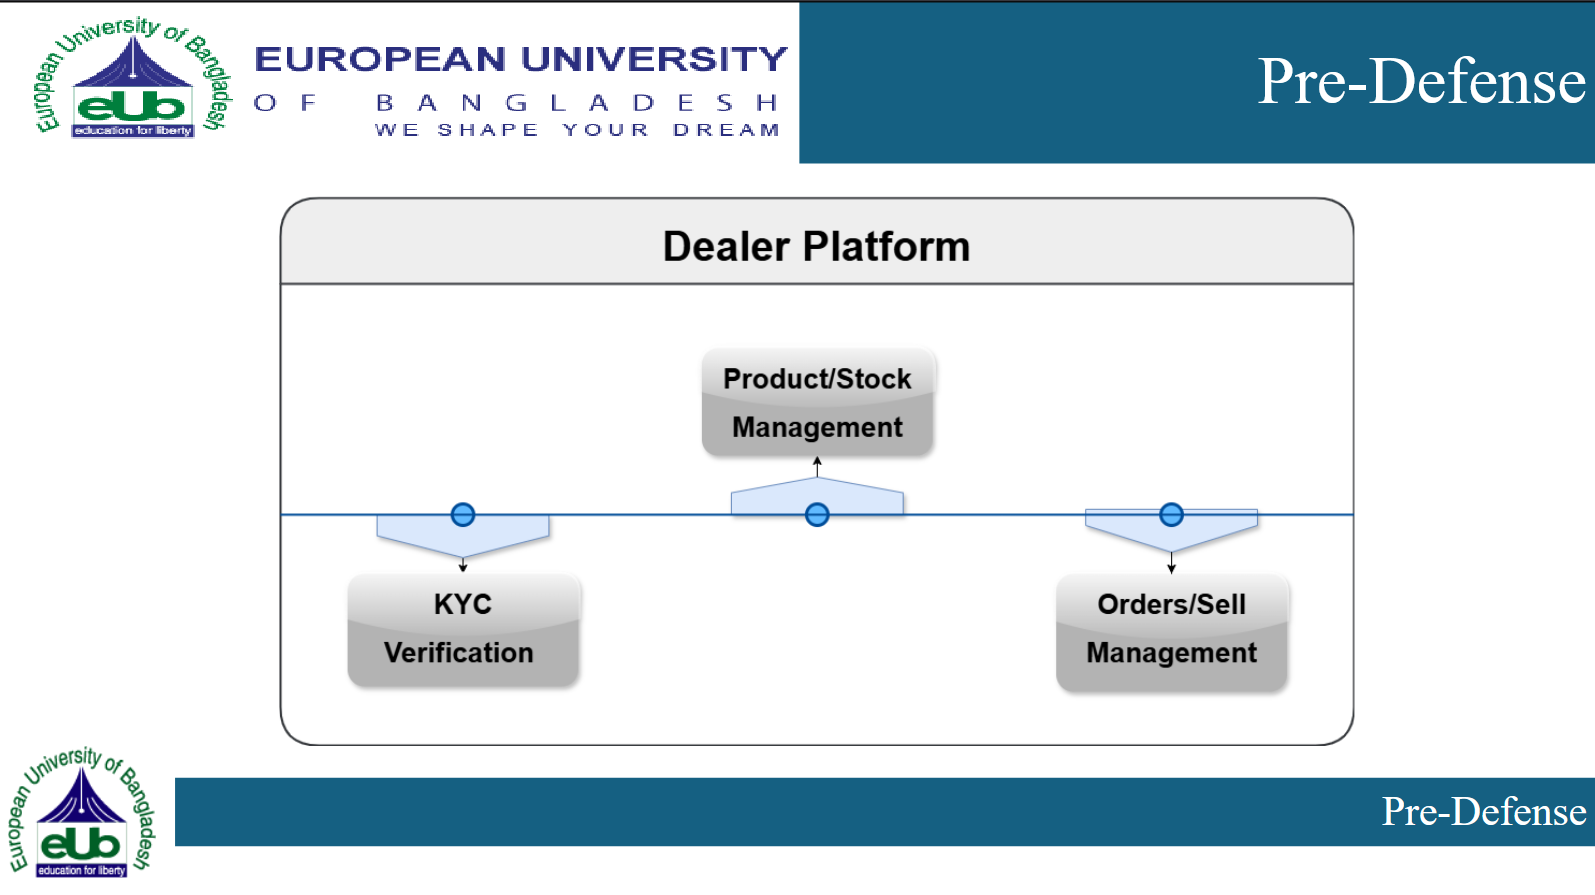 European University of Bangladesh
eUb
education for liberty
EUROPEAN UNIVERSITY
OF BANGLADESH
WE SHAPE YOUR DREAM
Pre-Defense
Dealer Platform
Product/Stock
Management
KYC
Verification
Orders/Sell
Management
European University of Bangladesh
eUb
education for liberty
Pre-Defense